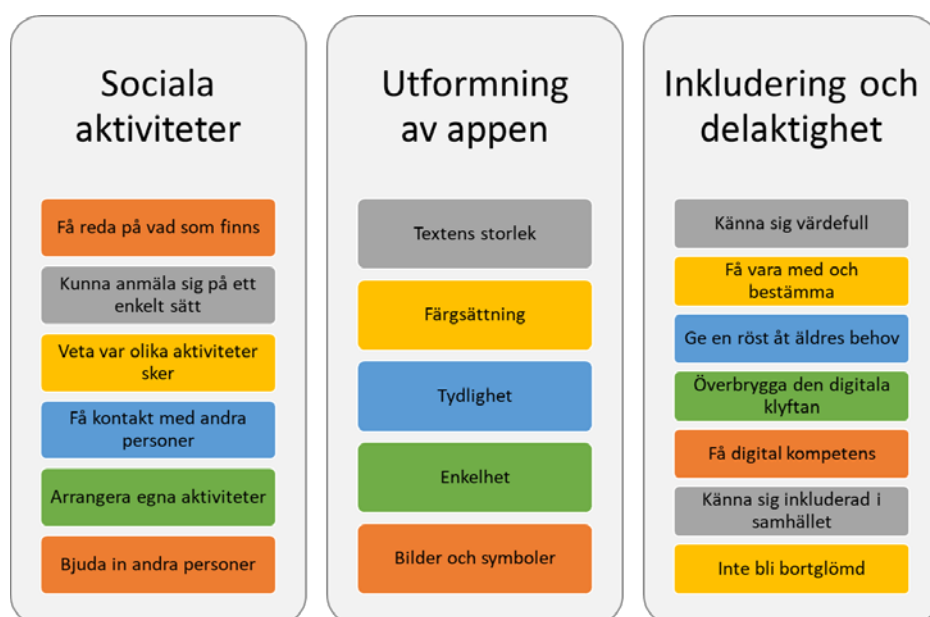 Sociala
aktiviteter
Få reda på vad som finns
Kunna anmäla sig på ett
enkelt sätt
Veta var olika aktiviteter
sker
Få kontakt med andra
personer
Arrangera egna aktiviteter
Bjuda in andra personer
Utformning
av appen
Textens storlek
Färgsättning
Tydlighet
Enkelhet
Bilder och symboler
Inkludering och
delaktighet
Känna sig värdefull
Få vara med och
bestämma
Ge en röst åt äldres behov
Överbrygga den digitala
klyftan
Få digital kompetens
Känna sig inkluderad i
samhället
Inte bli bortglömd